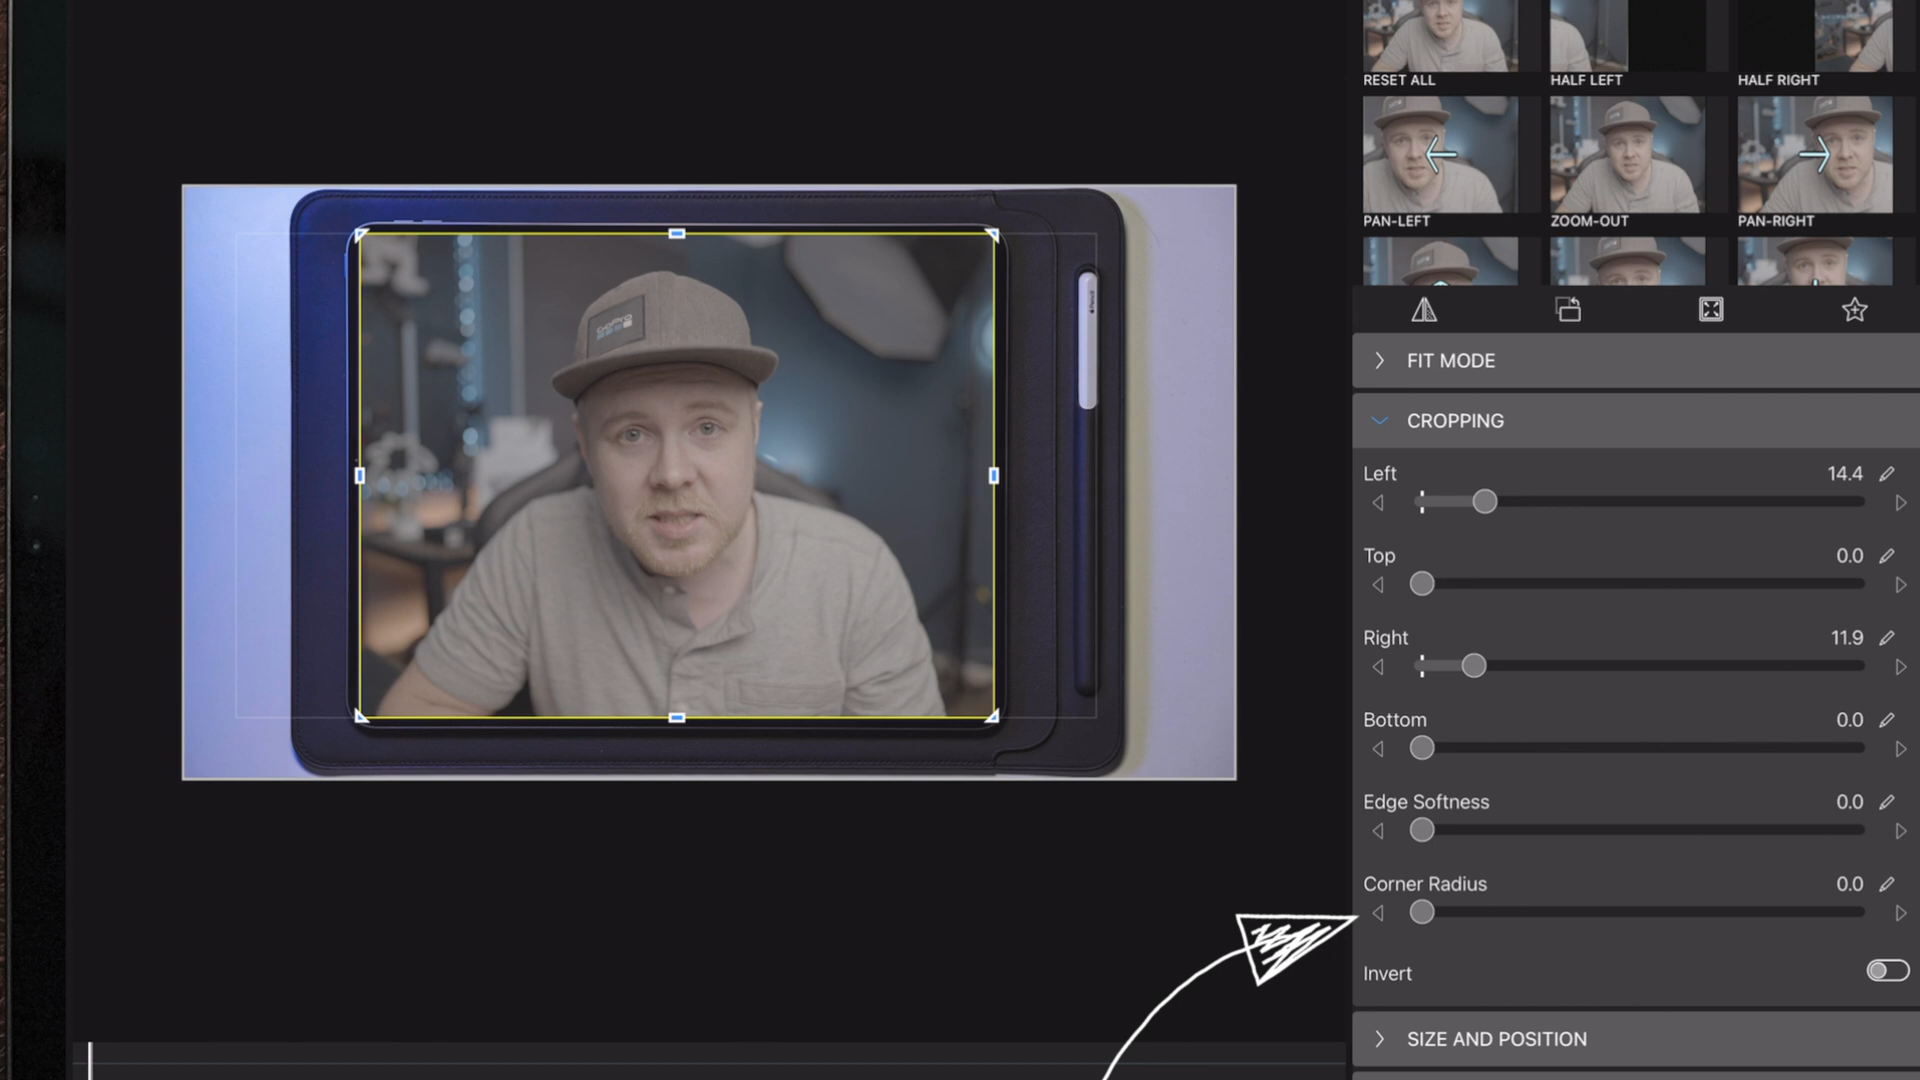 RESET ALL
HALF LEFT
HALF RIGHT
PAN-LEFT
ZOOM-OUT
PAN-RIGHT
FIT MODE
CROPPING
Left
14.4
Top
0.0
Right
11.9
Bottom
0.0
Edge Softness
0.0
Corner Radius
0.0
Invert
SIZE AND POSITION
GoPro